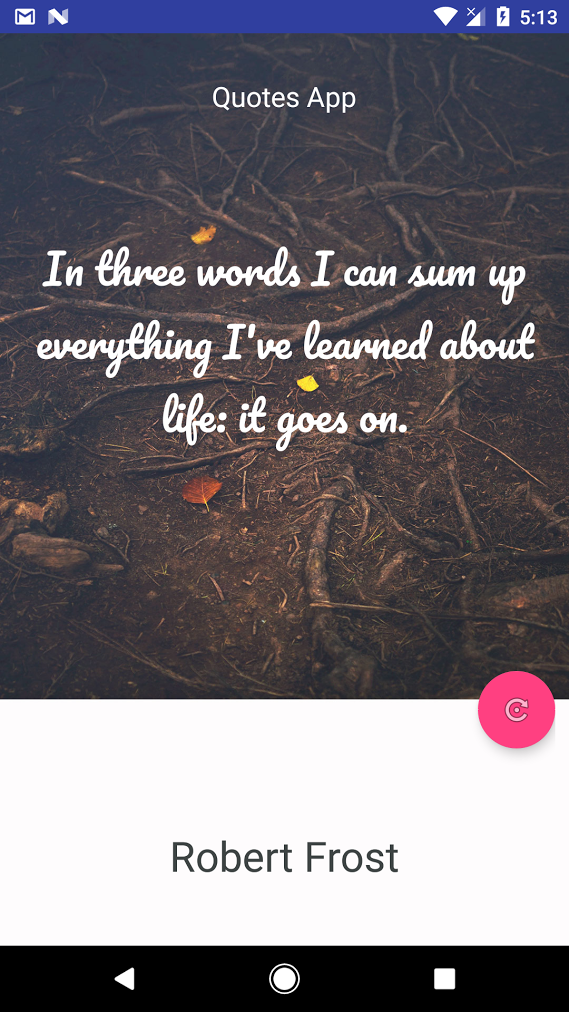 5:13
Quotes App
In three words I can sum up
everything I've learned about
life: it goes on.
Robert Frost